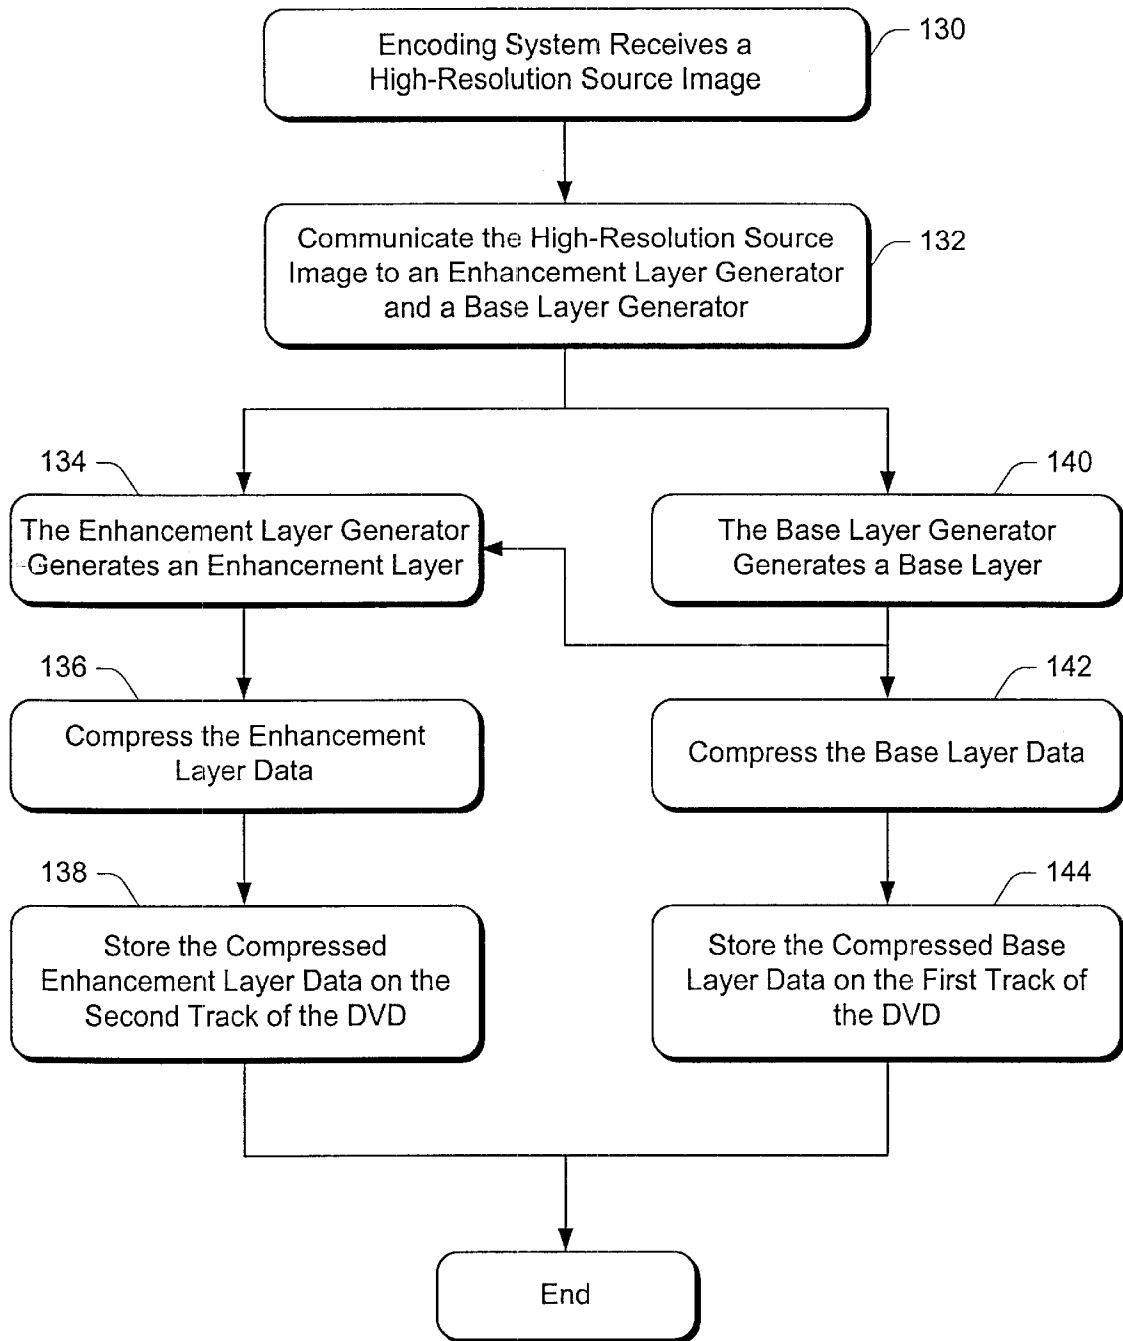 Encoding System Receives a
High-Resolution Source Image
130
Communicate the High-Resolution Source
Image to an Enhancement Layer Generator
and a Base Layer Generator
132
134
The Enhancement Layer Generator
Generates an Enhancement Layer
140
The Base Layer Generator
Generates a Base Layer
136
Compress the Enhancement
Layer Data
142
Compress the Base Layer Data
138
Store the Compressed
Enhancement Layer Data on the
Second Track of the DVD
144
Store the Compressed Base
Layer Data on the First Track of
the DVD
End